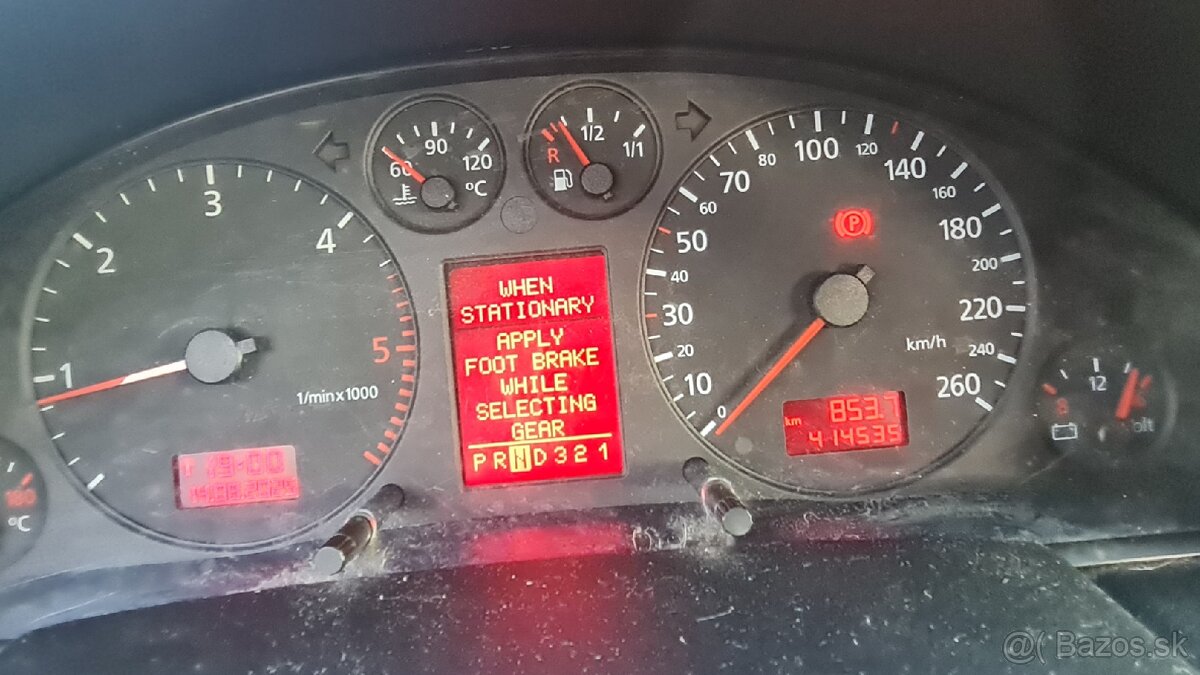 60
90
120
°C
R
1/2
1/1
1
2
3
4
5
1/min x 1000
WHEN
STATIONARY
APPLY
FOOT BRAKE
WHILE
SELECTING
GEAR
P R N D 3 2 1
0
10
20
30
40
50
60
70
80
100
120
140
160
180
200
220
240
260
km/h
(P)
km 853.7
414535
12
°C
@( Bazos.sk